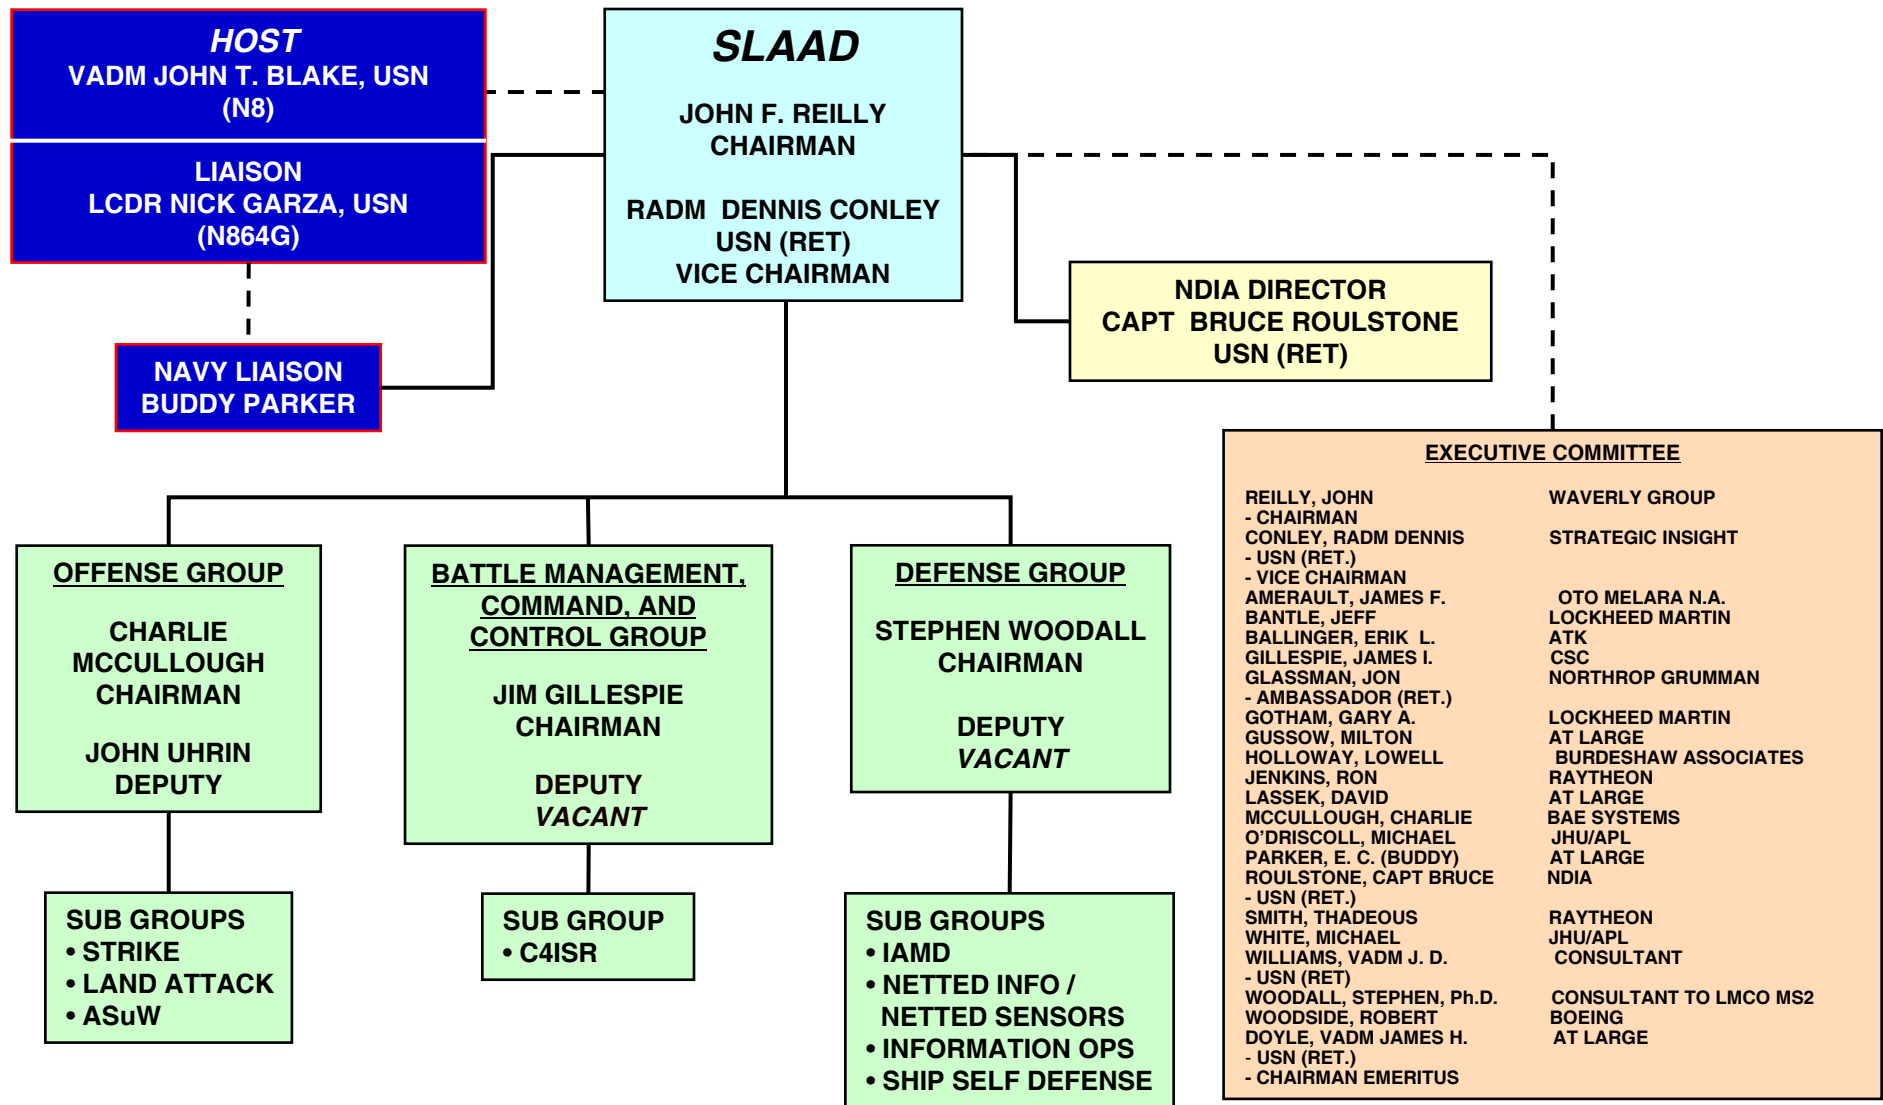 HOST
VADM JOHN T. BLAKE, USN
(N8)
LIAISON
LCDR NICK GARZA, USN
(N864G)
NAVY LIAISON
BUDDY PARKER
SLAAD
JOHN F. REILLY
CHAIRMAN
RADM DENNIS CONLEY
USN (RET)
VICE CHAIRMAN
NDIA DIRECTOR
CAPT BRUCE ROULSTONE
USN (RET)
OFFENSE GROUP
CHARLIE
MCCULLOUGH
CHAIRMAN
JOHN UHRIN
DEPUTY
SUB GROUPS
• STRIKE
• LAND ATTACK
• ASuW
BATTLE MANAGEMENT,
COMMAND, AND
CONTROL GROUP
JIM GILLESPIE
CHAIRMAN
DEPUTY
VACANT
SUB GROUP
• C4ISR
DEFENSE GROUP
STEPHEN WOODALL
CHAIRMAN
DEPUTY
VACANT
SUB GROUPS
• IAMD
• NETTED INFO /
NETTED SENSORS
• INFORMATION OPS
• SHIP SELF DEFENSE
EXECUTIVE COMMITTEE
REILLY, JOHN WAVERLY GROUP
- CHAIRMAN
CONLEY, RADM DENNIS STRATEGIC INSIGHT
- USN (RET.)
- VICE CHAIRMAN
AMERAULT, JAMES F. OTO MELARA N.A.
BANTLE, JEFF LOCKHEED MARTIN
BALLINGER, ERIK L. ATK
GILLESPIE, JAMES I. CSC
GLASSMAN, JON NORTHROP GRUMMAN
- AMBASSADOR (RET.)
GOTHAM, GARY A. LOCKHEED MARTIN
GUSSOW, MILTON AT LARGE
HOLLOWAY, LOWELL BURDESHAW ASSOCIATES
JENKINS, RON RAYTHEON
LASSEK, DAVID AT LARGE
MCCULLOUGH, CHARLIE BAE SYSTEMS
O’DRISCOLL, MICHAEL JHU/APL
PARKER, E. C. (BUDDY) AT LARGE
ROULSTONE, CAPT BRUCE NDIA
- USN (RET.)
SMITH, THADEOUS RAYTHEON
WHITE, MICHAEL JHU/APL
WILLIAMS, VADM J. D. CONSULTANT
- USN (RET)
WOODALL, STEPHEN, Ph.D. CONSULTANT TO LMCO MS2
WOODSIDE, ROBERT BOEING
DOYLE, VADM JAMES H. AT LARGE
- USN (RET.)
- CHAIRMAN EMERITUS